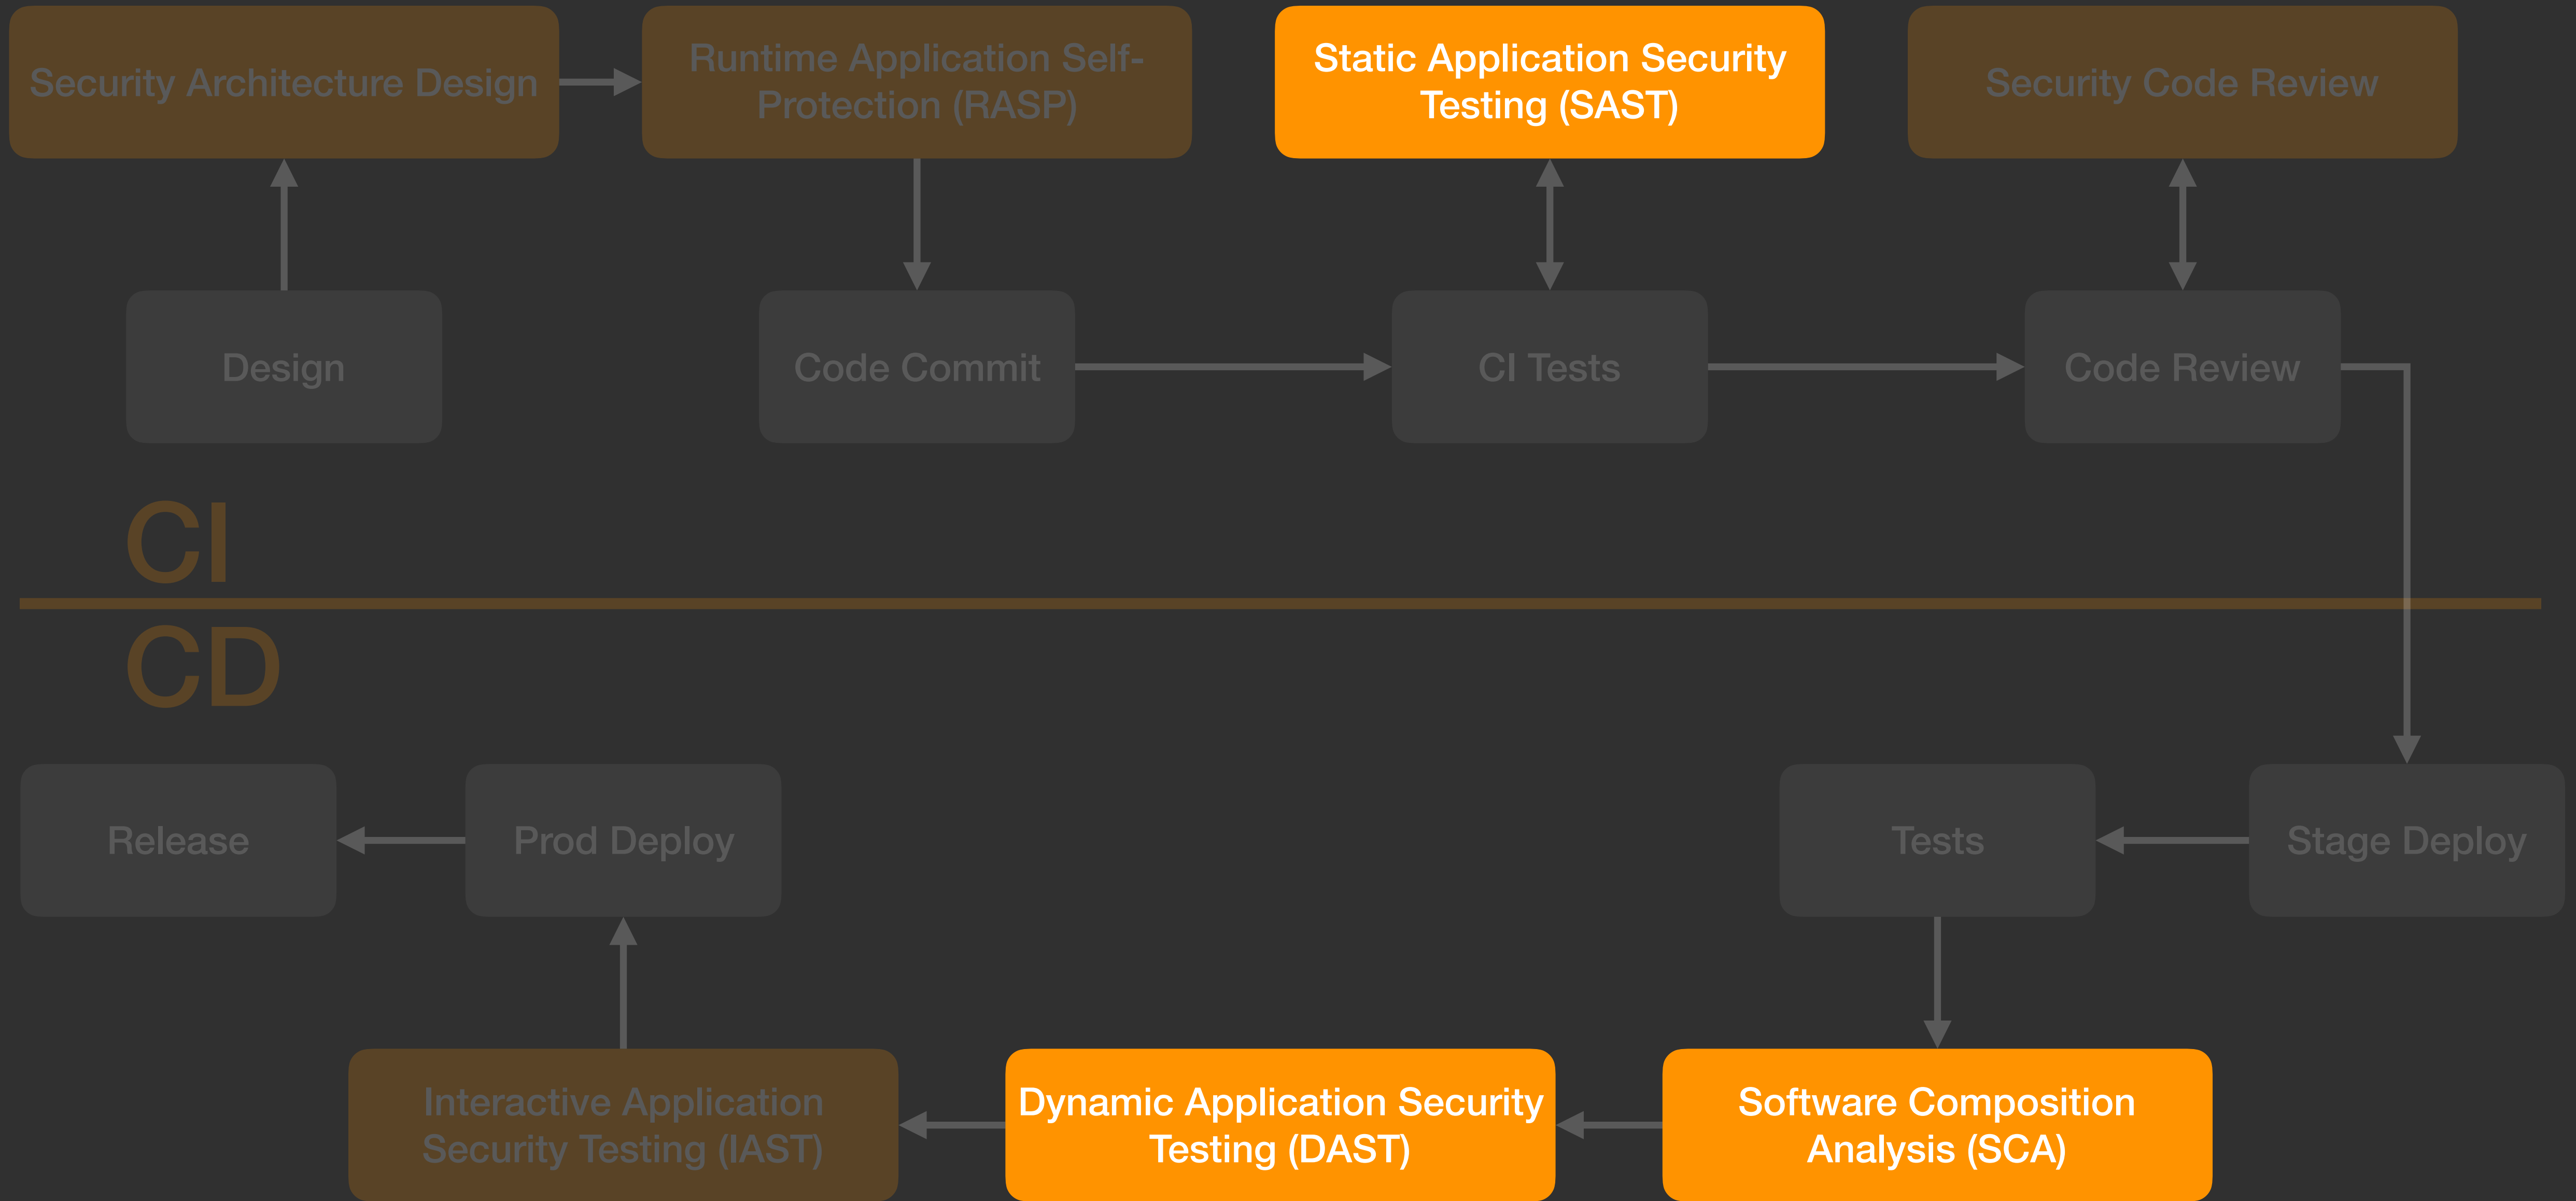 Security Architecture Design
Runtime Application Self-
Protection (RASP)
Static Application Security
Testing (SAST)
Security Code Review
Design
Code Commit
CI Tests
Code Review
CI
CD
Release
Prod Deploy
Tests
Stage Deploy
Interactive Application
Security Testing (IAST)
Dynamic Application Security
Testing (DAST)
Software Composition
Analysis (SCA)